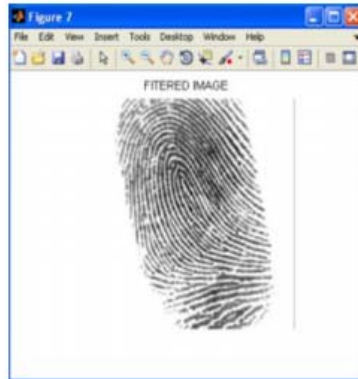 Figure 7
File Edit View Insert Tools Desktop Window Help
FITERED IMAGE